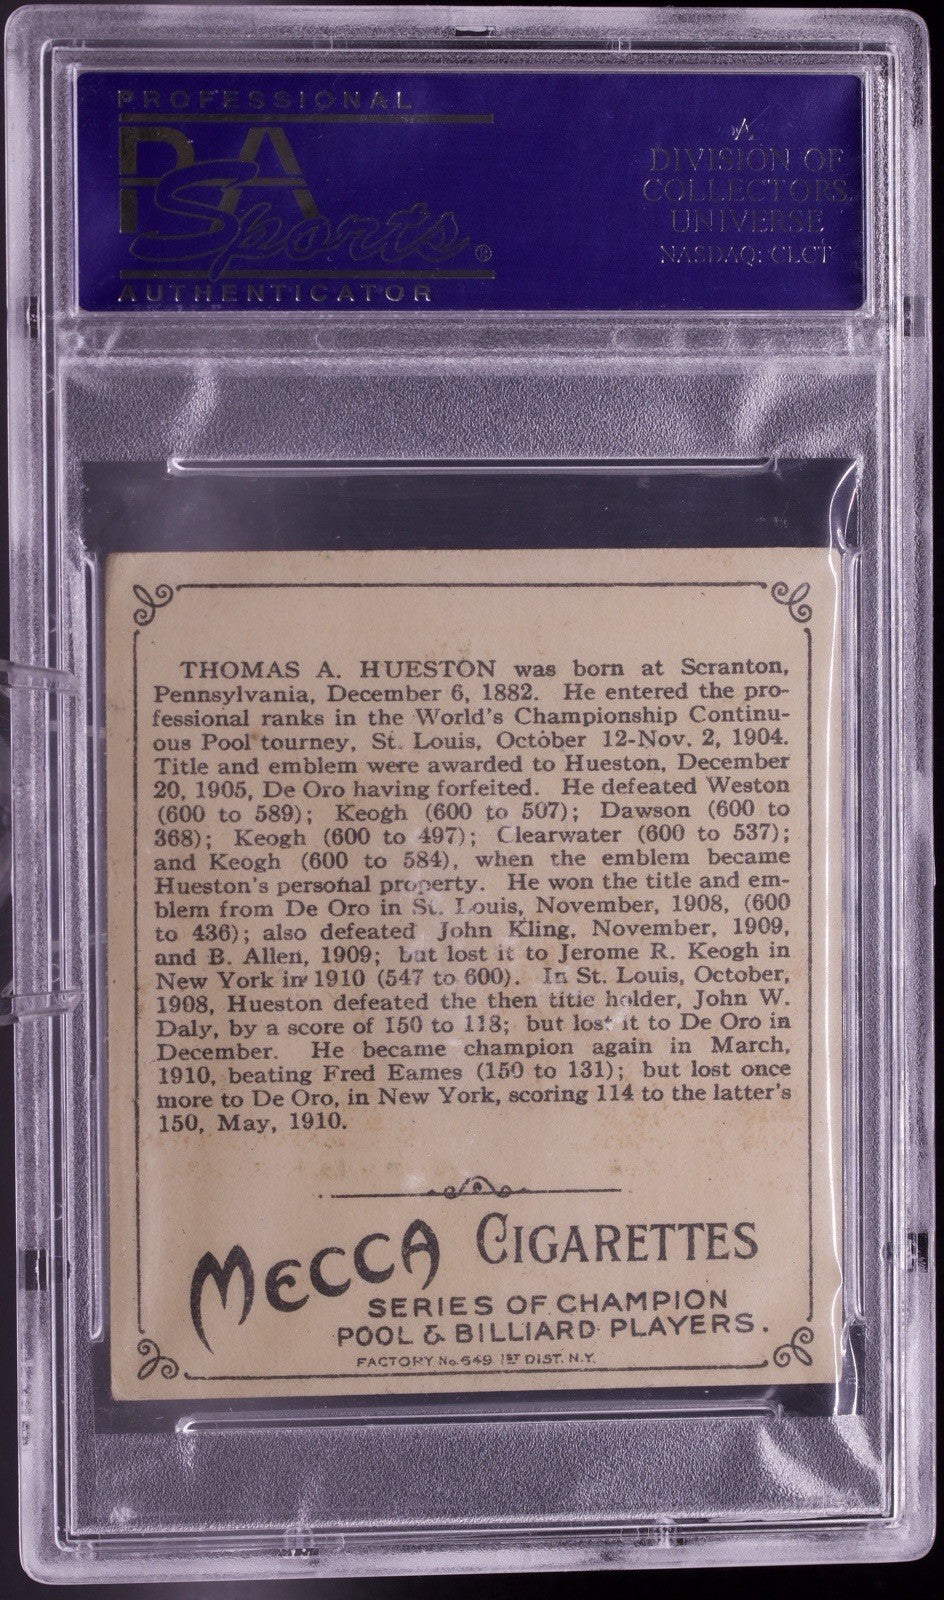 PROFESSIONAL
PSA
Sports®
AUTHENTICATOR
A
DIVISION OF
COLLECTORS
UNIVERSE
NASDAQ: CLCT
THOMAS A. HUESTON was born at Scranton,
Pennsylvania, December 6, 1882. He entered the pro-
fessional ranks in the World's Championship Continu-
ous Pool tourney, St. Louis, October 12-Nov. 2, 1904.
Title and emblem were awarded to Hueston, December
20, 1905, De Oro having forfeited. He defeated Weston
(600 to 589); Keogh (600 to 507); Dawson (600 to
368); Keogh (600 to 497); Clearwater (600 to 537);
and Keogh (600 to 584), when the emblem became
Hueston's personal property. He won the title and em-
blem from De Oro in St. Louis, November, 1908, (600
to 436); also defeated John Kling, November, 1909,
and B. Allen, 1909; but lost it to Jerome R. Keogh in
New York in 1910 (547 to 600). In St. Louis, October,
1908, Hueston defeated the then title holder, John W.
Daly, by a score of 150 to 118; but lost it to De Oro in
December. He became champion again in March,
1910, beating Fred Eames (150 to 131); but lost once
more to De Oro, in New York, scoring 114 to the latter's
150, May, 1910.
MECCA CIGARETTES
SERIES OF CHAMPION
POOL & BILLIARD PLAYERS.
FACTORY No. 649 1ST DIST. N.Y.